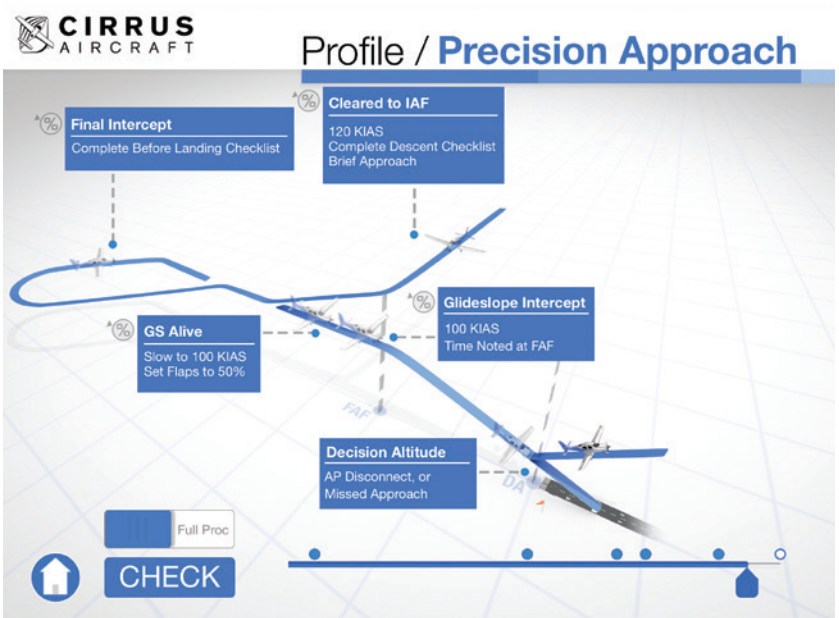 CIRRUS
AIRCRAFT
Profile / Precision Approach
% Cleared to IAF
120 KIAS
Complete Descent Checklist
Brief Approach
% Final Intercept
Complete Before Landing Checklist
% Glideslope Intercept
100 KIAS
Time Noted at FAF
% GS Alive
Slow to 100 KIAS
Set Flaps to 50%
FAF
Decision Altitude
AP Disconnect, or
Missed Approach
DA
Full Proc
CHECK